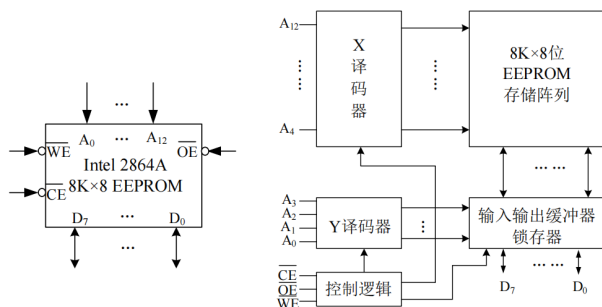 ... 
A0 ... A12
WE
OE
Intel 2864A
CE
8K×8 EEPROM
D7 ... D0
...
A12
A4
X
译
码
器
8K×8位
EEPROM
存储阵列
A3
A2
A1
A0
Y译码器
输入输出缓冲器
锁存器
CE
OE
WE
控制逻辑
D7 ... ... D0